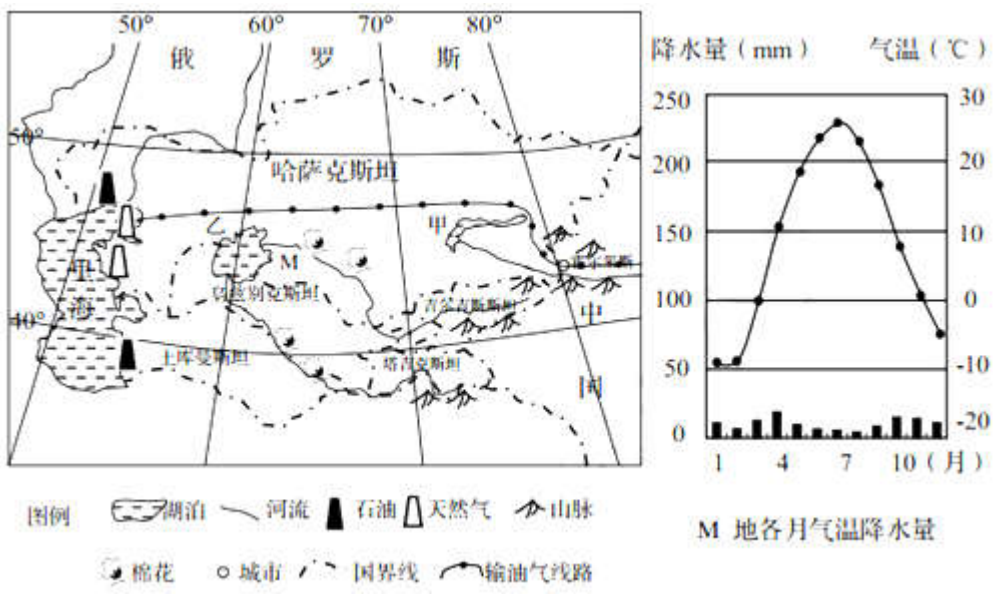 50° 60° 70° 80°
俄 罗 斯
50°
哈萨克斯坦
甲
乙
M
里
海
乌兹别克斯坦
吉尔吉斯斯坦
中
40°
土库曼斯坦
塔吉克斯坦
国
降水量（mm） 气温（℃）
250 30
200 20
150 10
100 0
50 -10
0 -20
1 4 7 10（月）
M 地各月气温降水量
图例 湖泊 河流 石油 天然气 山脉
棉花 城市 国界线 输油气线路